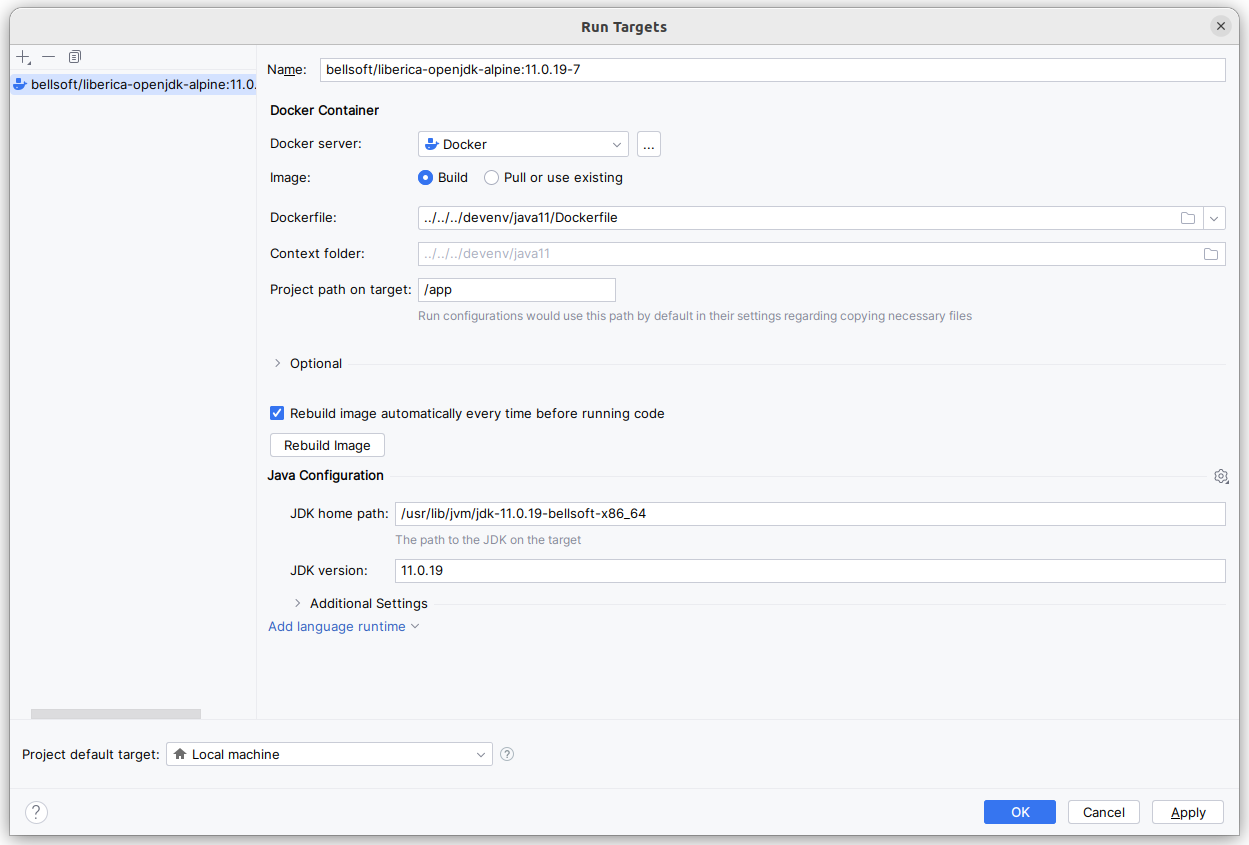 Run Targets
bellsoft/liberica-openjdk-alpine:11.0.
Name: bellsoft/liberica-openjdk-alpine:11.0.19-7
Docker Container
Docker server: Docker ...
Image: Build Pull or use existing
Dockerfile: ../../../devenv/java11/Dockerfile
Context folder: ../../../devenv/java11
Project path on target: /app
Run configurations would use this path by default in their settings regarding copying necessary files
Optional
Rebuild image automatically every time before running code
Rebuild Image
Java Configuration
JDK home path: /usr/lib/jvm/jdk-11.0.19-bellsoft-x86_64
The path to the JDK on the target
JDK version: 11.0.19
Additional Settings
Add language runtime
Project default target: Local machine ?
? OK Cancel Apply